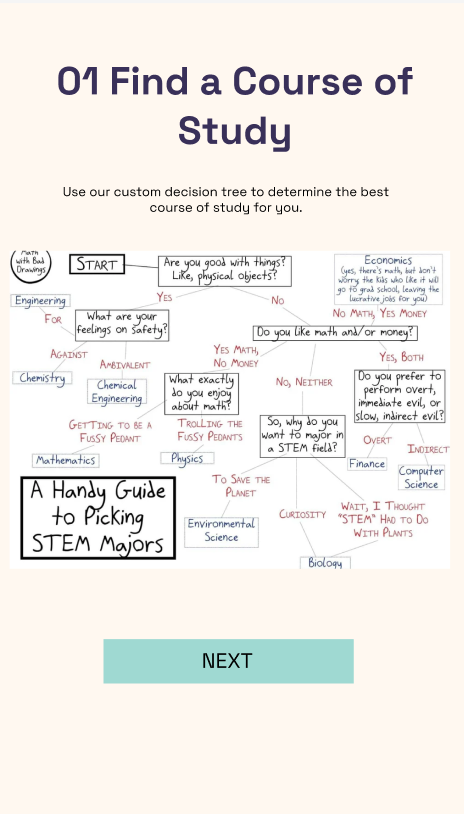 01 Find a Course of
Study
Use our custom decision tree to determine the best
course of study for you.
Math
with Bad
Drawings
START
Are you good with things?
Like, physical objects?
Economics
(yes, there's math, but don't
worry, the kids who like it will
go to grad school, leaving the
lucrative jobs for you)
YES
NO
NO MATH, YES MONEY
Engineering
FOR
What are your
feelings on safety?
Do you like math and/or money?
AGAINST
AMBIVALENT
YES MATH,
NO MONEY
YES, BOTH
Chemistry
Chemical
Engineering
What exactly
do you enjoy
about math?
NO, NEITHER
Do you prefer to
perform overt,
immediate evil, or
slow, indirect evil?
GETTING TO BE A
FUSSY PEDANT
TROLLING THE
FUSSY PEDANTS
So, why do you
want to major in
a STEM field?
OVERT
INDIRECT
Mathematics
Physics
Finance
Computer
Science
A Handy Guide
to Picking
STEM Majors
TO SAVE THE
PLANET
CURIOSITY
WAIT, I THOUGHT
"STEM" HAD TO DO
WITH PLANTS
Environmental
Science
Biology
NEXT